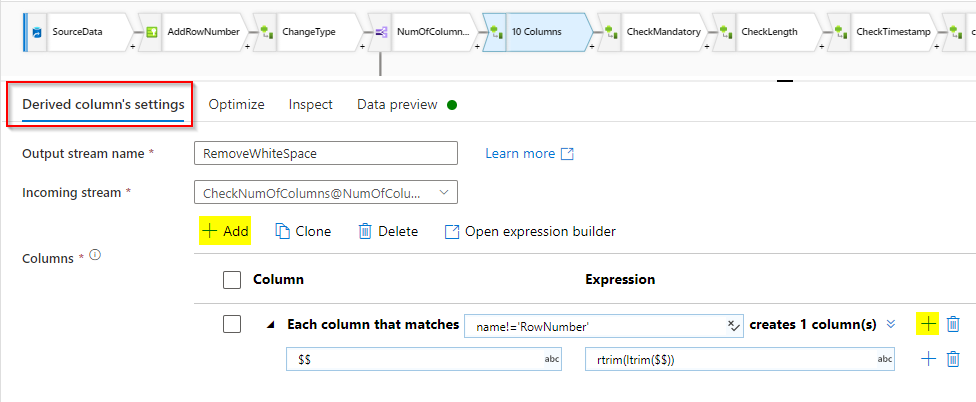 SourceData AddRowNumber ChangeType NumOfColumn... 10 Columns CheckMandatory CheckLength CheckTimestamp c
+ + + + + + + +
Derived column's settings Optimize Inspect Data preview
Output stream name * RemoveWhiteSpace Learn more
Incoming stream * CheckNumOfColumns@NumOfColu...
+ Add Clone Delete Open expression builder
Columns *
Column Expression
Each column that matches name!='RowNumber' creates 1 column(s) +
$$ abc rtrim(ltrim($$)) abc +